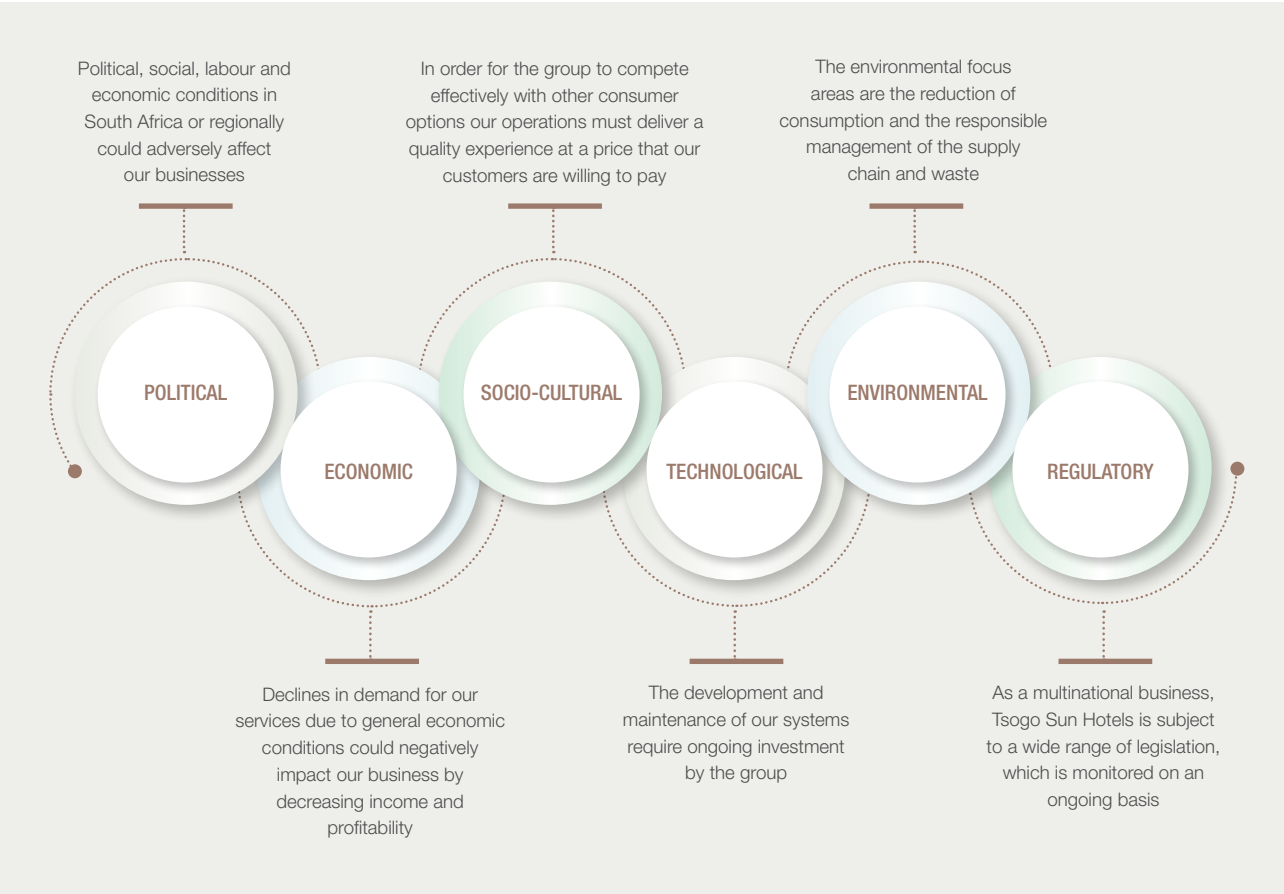 Political, social, labour and
economic conditions in
South Africa or regionally
could adversely affect
our businesses
In order for the group to compete
effectively with other consumer
options our operations must deliver a
quality experience at a price that our
customers are willing to pay
The environmental focus
areas are the reduction of
consumption and the responsible
management of the supply
chain and waste
POLITICAL
ECONOMIC
SOCIO-CULTURAL
TECHNOLOGICAL
ENVIRONMENTAL
REGULATORY
Declines in demand for our
services due to general economic
conditions could negatively
impact our business by
decreasing income and
profitability
The development and
maintenance of our systems
require ongoing investment
by the group
As a multinational business,
Tsogo Sun Hotels is subject
to a wide range of legislation,
which is monitored on an
ongoing basis